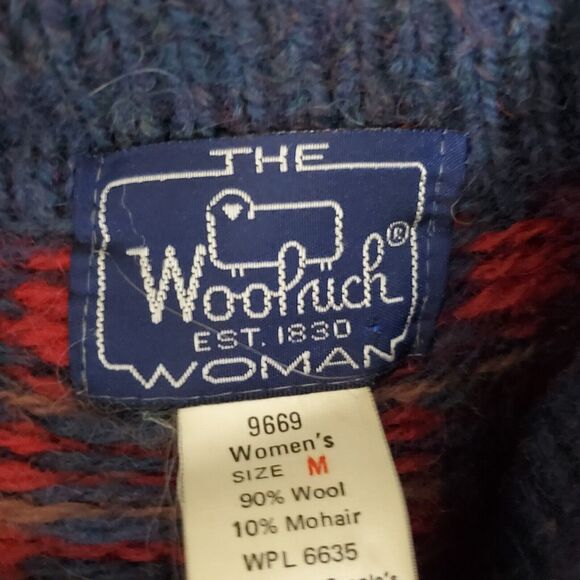 THE
Woolrich®
EST. 1830
WOMAN
9669
Women's
SIZE M
90% Wool
10% Mohair
WPL 6635